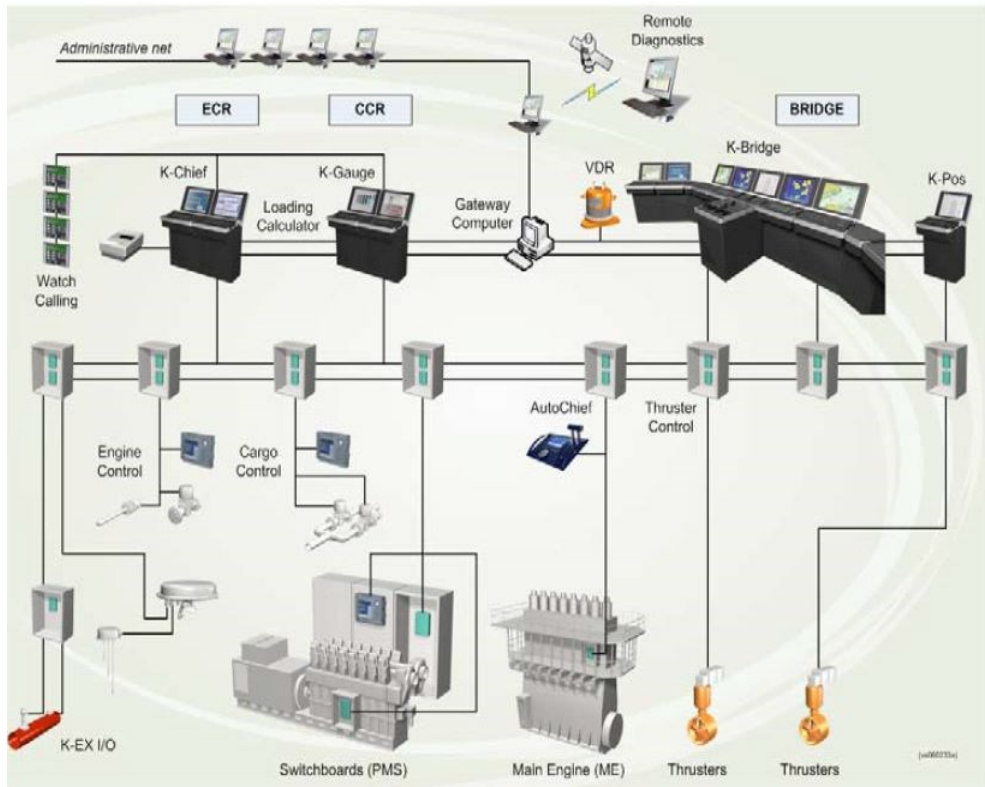 Administrative net
Remote
Diagnostics
ECR
CCR
BRIDGE
K-Chief
K-Gauge
VDR
K-Bridge
K-Pos
Loading
Calculator
Gateway
Computer
Watch
Calling
AutoChief
Thruster
Control
Engine
Control
Cargo
Control
K-EX I/O
Switchboards (PMS)
Main Engine (ME)
Thrusters
Thrusters